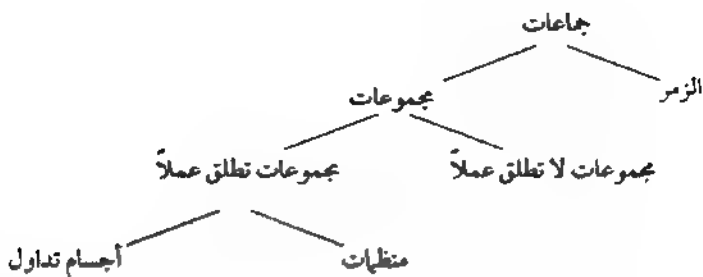 جماعات
الزمر
مجموعات
مجموعات لا تطلق عملاً
مجموعات تطلق عملاً
منظمات
أجسام تداول